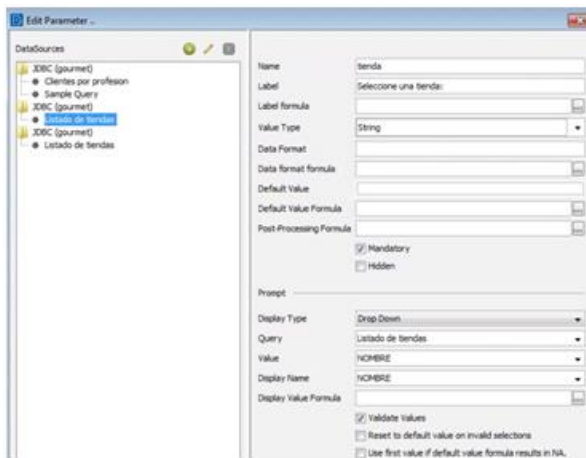 Edit Parameter ..
DataSources
JDBC (gourmet)
Clientes por profesion
Sample Query
JDBC (gourmet)
Listado de tiendas
JDBC (gourmet)
Listado de tiendas
Name tienda
Label Seleccione una tienda:
Label formula
Value Type String
Data Format
Data format formula
Default Value
Default Value Formula
Post-Processing Formula
Mandatory
Hidden
Prompt
Display Type Drop Down
Query Listado de tiendas
Value NOMBRE
Display Name NOMBRE
Display Value Formula
Validate Values
Reset to default value on invalid selections
Use first value if default value formula results in NA.